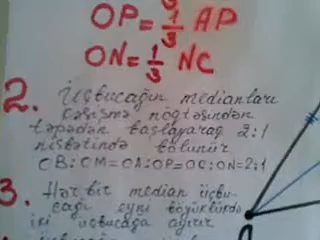 OP = 1/3 AP
ON = 1/3 NC
2. Üçbucağın medianları
kəsişmə nöqtəsindən
təpədən başlayaraq 2:1
nisbətində bölünür
OB:OM=OA:OP=OC:ON=2:1
3. Hər bir median üçbu-
cağı eyni böyüklükdə
iki üçbucağa ayırır